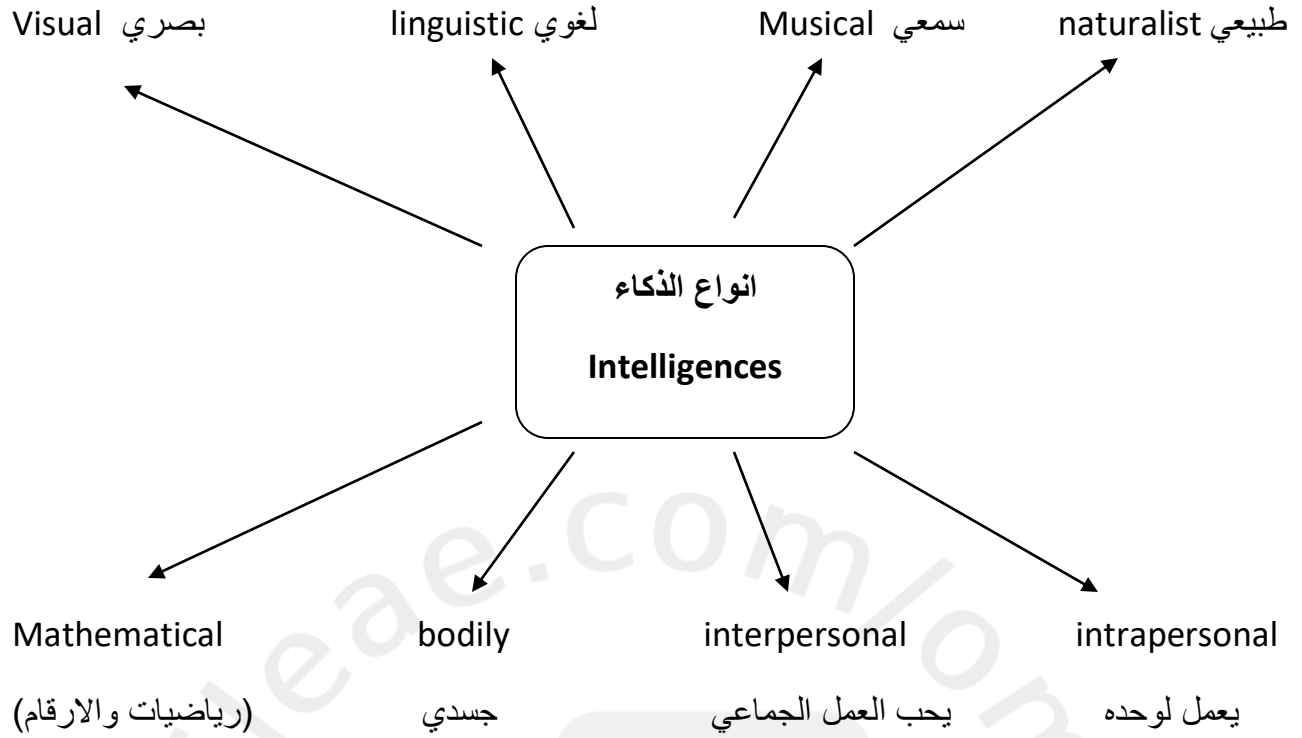 Visual بصري
linguistic لغوي
Musical سمعي
naturalist طبيعي
انواع الذكاء
Intelligences
Mathematical
bodily
interpersonal
intrapersonal
(رياضيات والارقام)
جسدي
يحب العمل الجماعي
يعمل لوحده